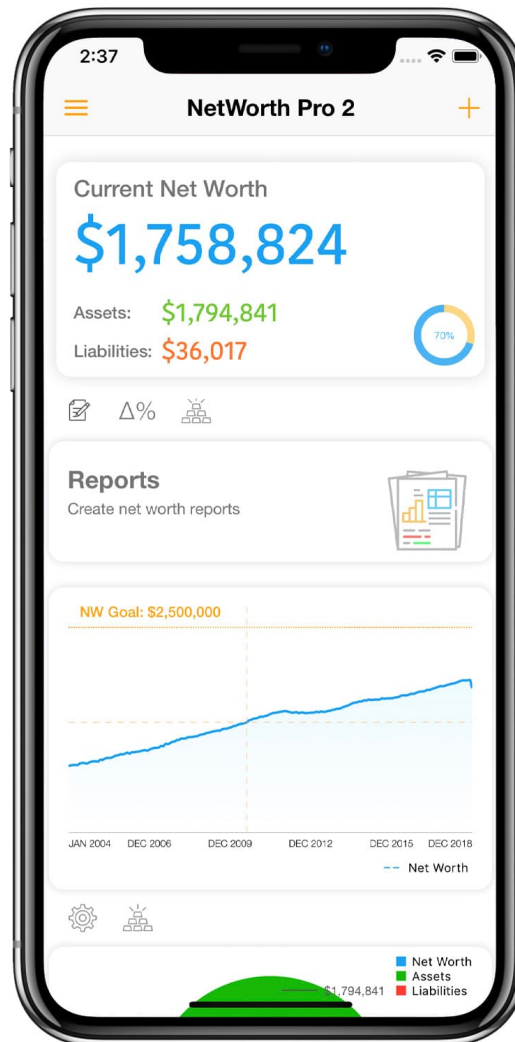 2:37
NetWorth Pro 2
Current Net Worth
$1,758,824
Assets: $1,794,841
Liabilities: $36,017
70%
Δ%
Reports
Create net worth reports
NW Goal: $2,500,000
JAN 2004 DEC 2006 DEC 2009 DEC 2012 DEC 2015 DEC 2018
Net Worth
Net Worth
Assets
$1,794,841 Liabilities